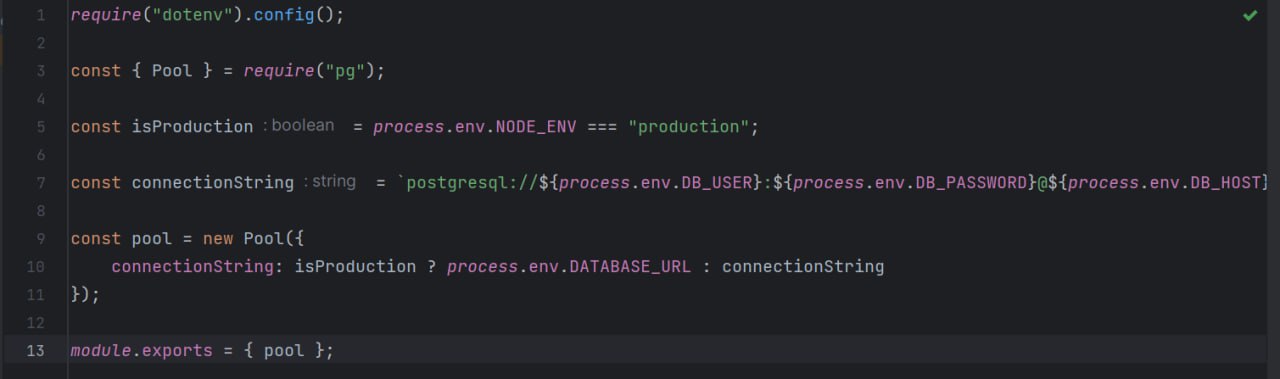 1 require("dotenv").config();
2
3 const { Pool } = require("pg");
4
5 const isProduction : boolean = process.env.NODE_ENV === "production";
6
7 const connectionString : string = `postgresql://${process.env.DB_USER}:${process.env.DB_PASSWORD}@${process.env.DB_HOST}
8
9 const pool = new Pool({
10 connectionString: isProduction ? process.env.DATABASE_URL : connectionString
11 });
12
13 module.exports = { pool };